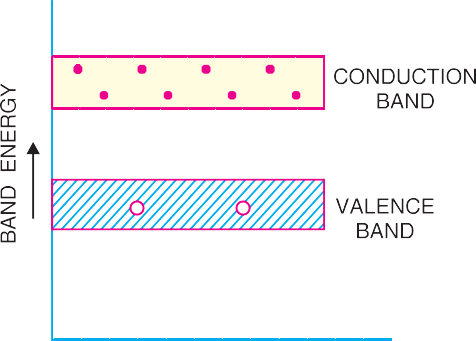 CONDUCTION
BAND
BAND ENERGY
VALENCE
BAND